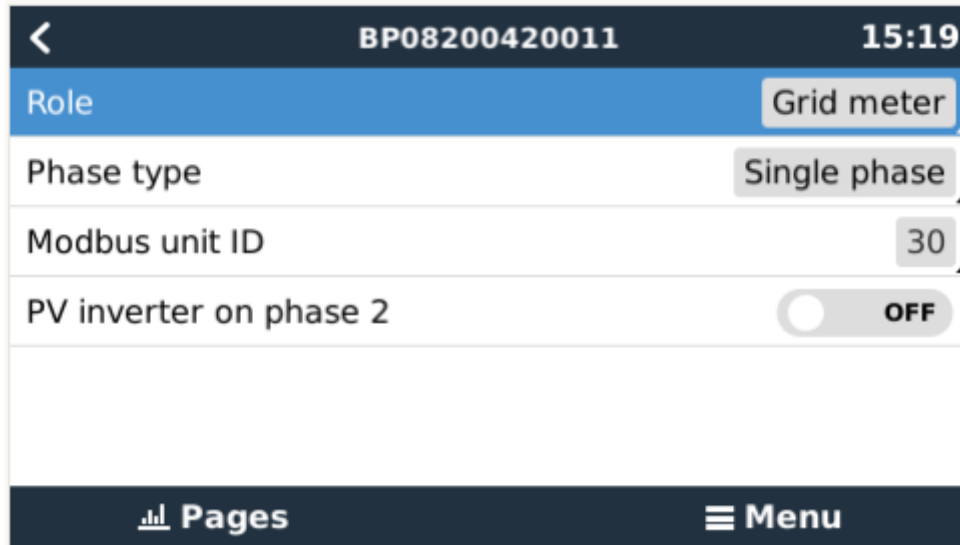 BP08200420011 15:19
Role Grid meter
Phase type Single phase
Modbus unit ID 30
PV inverter on phase 2 OFF
Pages Menu